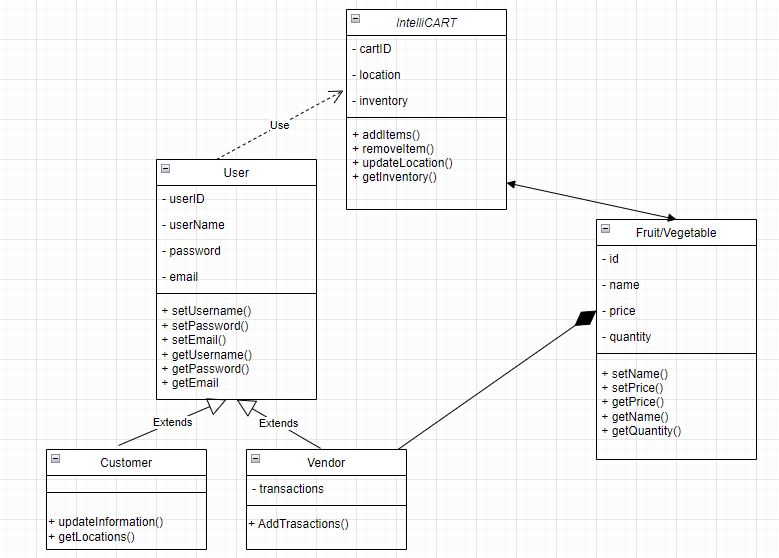 IntelliCART
- cartID
- location
- inventory
+ addItems()
+ removeItem()
+ updateLocation()
+ getInventory()
Use
User
- userID
- userName
- password
- email
+ setUsername()
+ setPassword()
+ setEmail()
+ getUsername()
+ getPassword()
+ getEmail
Fruit/Vegetable
- id
- name
- price
- quantity
+ setName()
+ setPrice()
+ getPrice()
+ getName()
+ getQuantity()
Extends
Extends
Customer
+ updateInformation()
+ getLocations()
Vendor
- transactions
+ AddTrasactions()